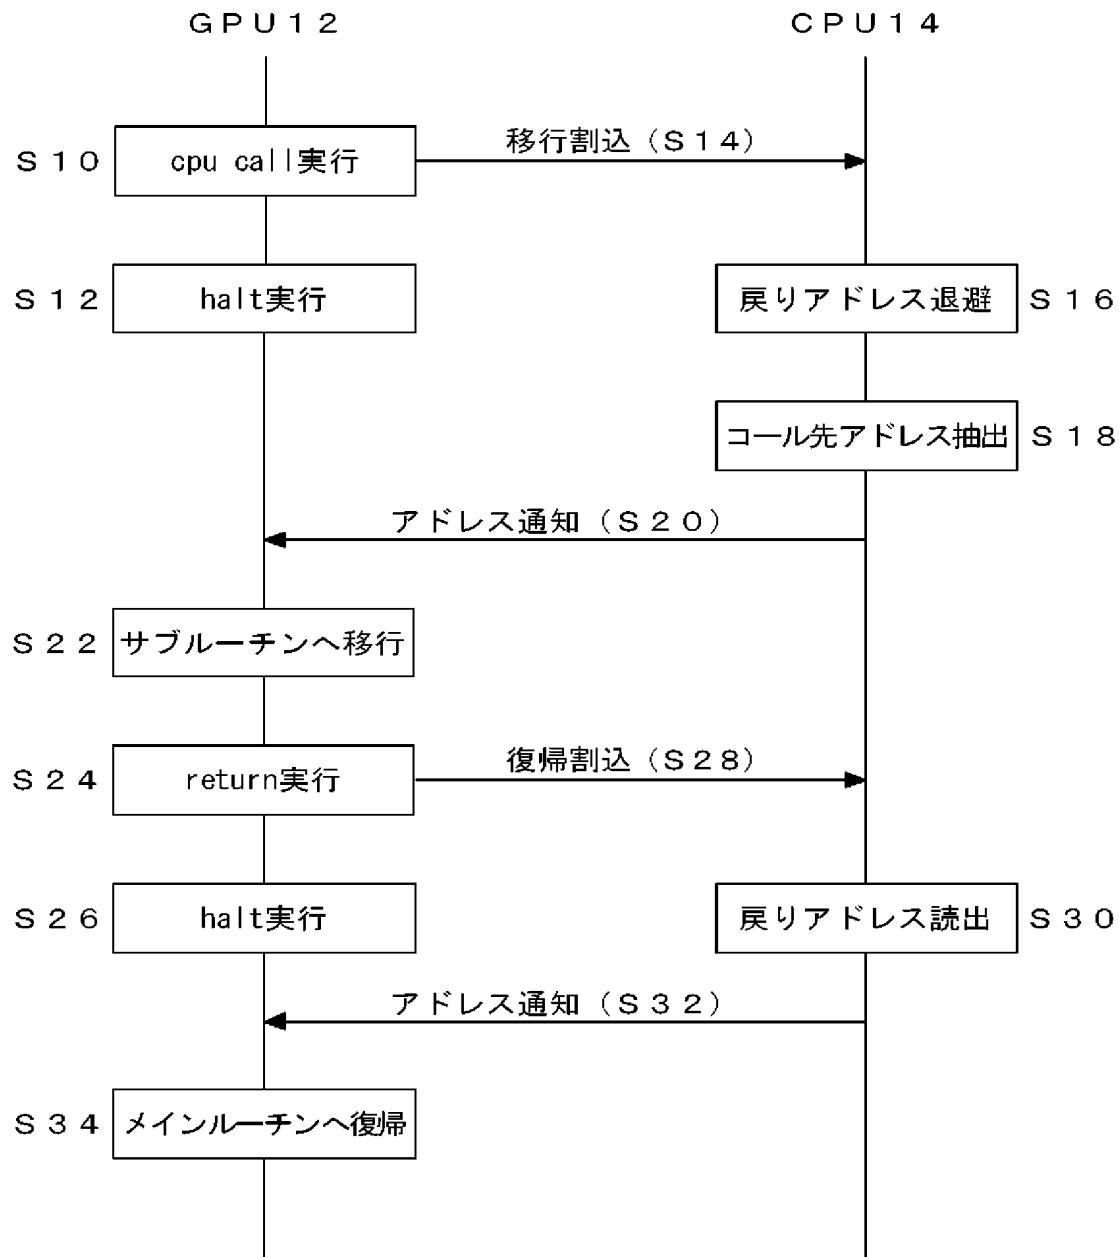 GPU12 CPU14
S10 cpu call実行 移行割込(S14)
S12 halt実行 戻りアドレス退避 S16
コール先アドレス抽出 S18
アドレス通知(S20)
S22 サブルーチンへ移行
S24 return実行 復帰割込(S28)
S26 halt実行 戻りアドレス読出 S30
アドレス通知(S32)
S34 メインルーチンへ復帰